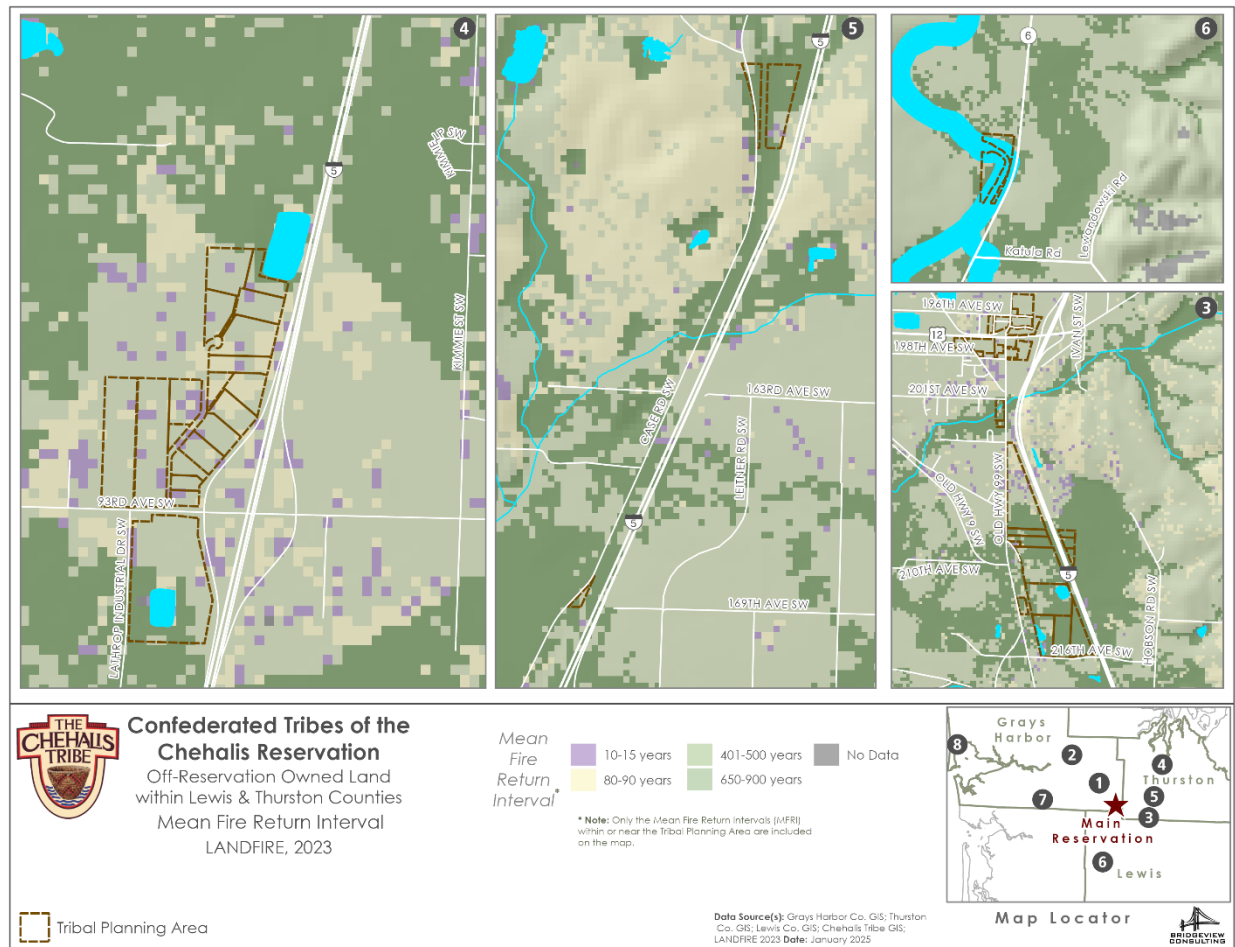 4
5
KIMMIE LP SW
KIMMIE ST SW
93RD AVE SW
LATHROP INDUSTRIAL DR SW
5
5
CASE RD SW
163RD AVE SW
LEITNER RD SW
5
169TH AVE SW
6
6
Lewandowski Rd
Katula Rd
3
196TH AVE SW
12
198TH AVE SW
IVAN ST SW
201ST AVE SW
OLD HWY 99 SW
OLD HWY 9 SW
210TH AVE SW
5
HOBSON RD SW
216TH AVE SW
THE
CHEHALIS
TRIBE
Confederated Tribes of the
Chehalis Reservation
Off-Reservation Owned Land
within Lewis & Thurston Counties
Mean Fire Return Interval
LANDFIRE, 2023
Tribal Planning Area
Mean
Fire
Return
Interval*
10-15 years
401-500 years
No Data
80-90 years
650-900 years
* Note: Only the Mean Fire Return Intervals (MFRI)
within or near the Tribal Planning Area are included
on the map.
Data Source(s): Grays Harbor Co. GIS; Thurston
Co. GIS; Lewis Co. GIS; Chehalis Tribe GIS;
LANDFIRE 2023 Date: January 2025
Grays
Harbor
8
2
4
Thurston
1
5
7
3
Main
Reservation
6
Lewis
Map Locator
BRIDGEVIEW
CONSULTING